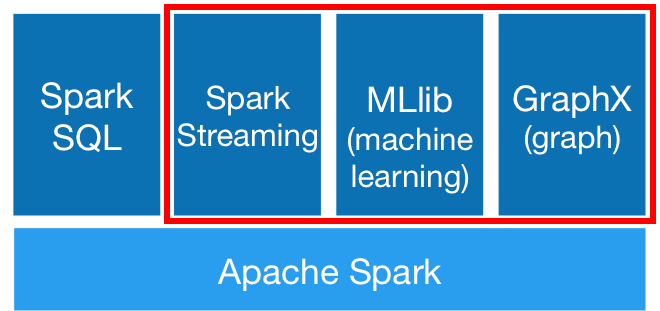 Spark
SQL
Spark
Streaming
MLlib
(machine
learning)
GraphX
(graph)
Apache Spark